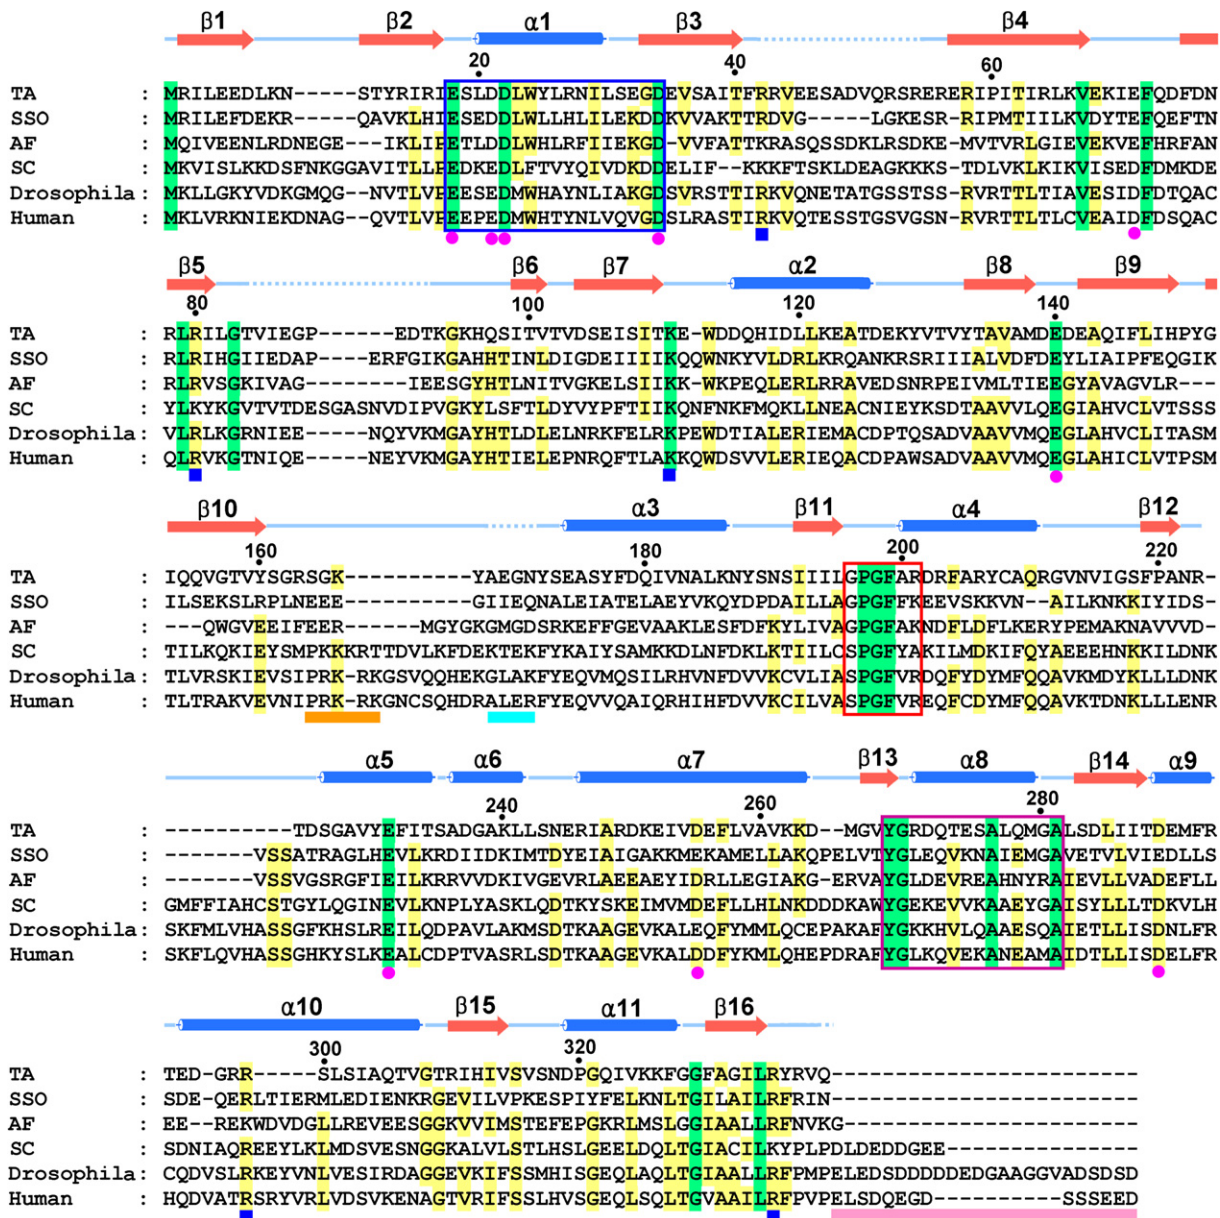 β1 β2 α1 β3 β4
20 40 60
TA : MRILEEDLKN-----STYRIRIESLDDLWYLRNILSEGDEVSAITFRRVEESADVQRSRERERIPITIRLKVEKIEFQDFDN
SSO : MRILEFDEKR-----QAVKLHIESEDDLWLLHLILEKDDKVVAKTTRDVG------LGKESR-RIPMTIILKVDYTEFQEFTN
AF : MQIVEENLRDNEGE---IKLIPETLDDLWHLRFIIEKGD-VVFATTKRASQSSDKLRSDKE-MVTVRLGIEVEKVEFHRFAN
SC : MKVISLKKDSFNKGGAVITLLPEDKEDLFTVYQIVDKDDELIF--KKKFTSKLDEAGKKKS-TDLVKLKIKVISEDFDMKDE
Drosophila: MKLLGKYVDKGMQG--NVTLVPEESEDMWHAYNLIAKGDSVRSTTIRKVQNETATGSSTSS-RVRTTLTIAVESIDFDTQAC
Human : MKLVRKNIEKDNAG--QVTLVPEEPEDMWHTYNLVQVGDSLRASTIRKVQTESSTGSVGSN-RVRTTLTLCVEAIDFDSQAC
β5 β6 β7 α2 β8 β9
80 100 120 140
TA : RLRILGTVIEGP------EDTKGKHQSITVTVDSEISITKE-WDDQHIDLLKEATDEKYVTVYTAVAMDEDEAQIFLIHPYG
SSO : RLRIHGIIEDAP------ERFGIKGAHHTINLDIGDEIIIIKQQWNKYVLDRLKRQANKRSRIIIALVDFDEYLIAIPFEQGIK
AF : RLRVSGKIVAG--------IEESGYHTLNITVGKELSIIKK-WKPEQLERLRRAVEDSNRPEIVMLTIEEGYAVAGVLR---
SC : YLKYKGVTVTDESGASNVDIPVGKYLSFTLDYVYPFTIIKQNFNKFMQKLLNEACNIEYKSDTAAVVLQEGIAHVCLVTSSS
Drosophila: VLRLKGRNIEE----NQYVKMGAYHTLDLELNRKFELRKPEWDTIALERIEMACDPTQSADVAAVVMQEGLAHVCLITASM
Human : QLRVKGTNIQE----NEYVKMGAYHTIELEPNRQFTLAKKQWDSVVLERIEQACDPAWSADVAAVVMQEGLAHICLVTPSM
β10 α3 β11 α4 β12
160 180 200 220
TA : IQQVGTVYSGRSGK----------YAEGNYSEASYFDQIVNALKNYSNSIIILGPGFARDRFARYCAQRGVNVIGSFPANR-
SSO : ILSEKSLRPLNEEE----------GIIEQNALEIATELAEYVKQYDPDAILLAGPGFFKEEVSKVN--AILKNKKIYIDS-
AF : ---QWGVEEIFEER----MGYGKGMGDSRKEFFGEVAAKLESFDFKYLIVAGPGFAKNDFLDFLKERYPEMAKNAVVVD-
SC : TILKQKIEYSMPKKKRTTDVLKFDEKTEKFYKAIYSAMKKDLNFDKLKTIILCSPGFYAKILMDKIFQYAEEEHNKKILDNK
Drosophila: TLVRSKIEVSIPRK-RKGSVQQHEKGLAKFYEQVMQSILRHVNFDVVKCVLIASPGFVRDQFYDYMFQQAVKMDYKLLLDNK
Human : TLTRAKVEVNIPRK-RKGNCSQHDRALERFYEQVVQAIQRHIHFDVVKCILVASPGFVREQFCDYMFQQAVKTDNKLLLENR
α5 α6 α7 β13 α8 β14 α9
240 260 280
TA : ----------TDSGAVYEFITSADGAKLLSNERIARDKEIVDEFLVAVKKD--MGVYGRDQTESALQMGALSDLIITDEMFR
SSO : -------VSSATRAGLHEVLKRDIIDKIMTDYEIAIGAKKMEKAMELLAKQPELVTYGLEQVKNAIEMGAVETVLVIEDLLS
AF : -------VSSVGSRGFIEILKRRVVDKIVGEVRLAEEAEYIDRLLEGIAKG--ERVAYGLDEVREAHNYRAIEVLLVADEFLL
SC : GMFFIAHCSTGYLQGINEVLKNPLYASKLQDTKYSKEIMVMDEFLLHLNKDDDKAWYGEKEVVKAAEYGAISYLLLTDKVLH
Drosophila: SKFMLVHASSGFKHSLREILQDPAVLAKMSDTKAAGEVKALEQFYMMLQCEPAKAFYGKKHVLQAAESQAIETLLISDNLFR
Human : SKFLQVHASSGHKYSLKEALCDPTVASRLSDTKAAGEVKALDDFYKMLQHEPDRAFYGLKQVEKANEAMAIDTLLISDELFR
α10 β15 α11 β16
300 320
TA : TED-GRR-----SLSIAQTVGTRIHIVSVSNDPGQIVKKFGGFAGILRYRVQ------------------------
SSO : SDE-QERLTIERMLEDIENKRGEVILVPKESPIYFELKNLTGILAILRFRIN------------------------
AF : EE--REKWDVDGLLREVEESGGKVVIMSTEFEPGKRLMSLGGIAALLRFNVKG-----------------------
SC : SDNIAQREEYLKLMDSVESNGGKALVLSTLHSLGEELDQLTGIACILKYPLPDLDEDDGEE---------------
Drosophila: CQDVSLRKEYVNLVESIRDAGGEVKIFSSMHISGEQLAQLTGIAALLRFPMPELEDSDDDDDEDGAAGGVADSDSD
Human : HQDVATRSRYVRLVDSVKENAGTVRIFSSLHVSGEQLSQLTGVAAILRFPVPELSDQEGD----------SSSEED